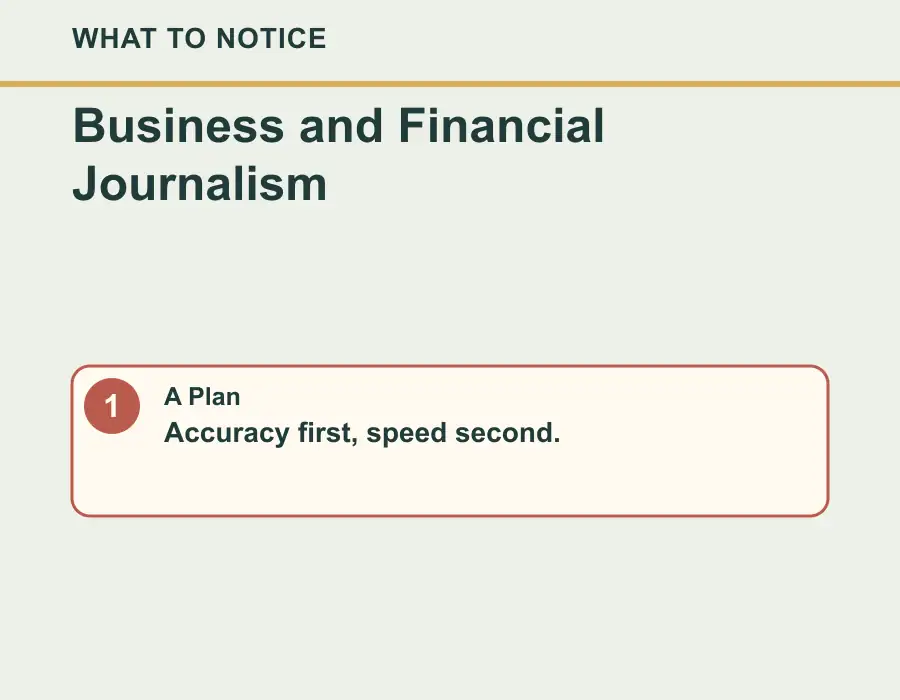 WHAT TO NOTICE
Business and Financial
Journalism
1
A Plan
Accuracy first, speed second.